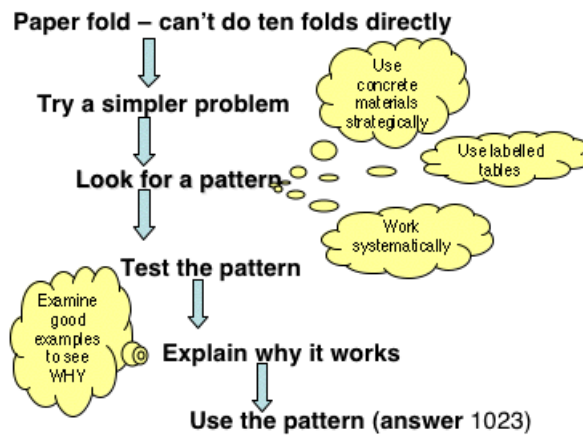 Paper fold – can't do ten folds directly
Use
concrete
materials
strategically
Try a simpler problem
Use labelled
tables
Look for a pattern
Work
systematically
Test the pattern
Examine
good
examples
to see
WHY
Explain why it works
Use the pattern (answer 1023)